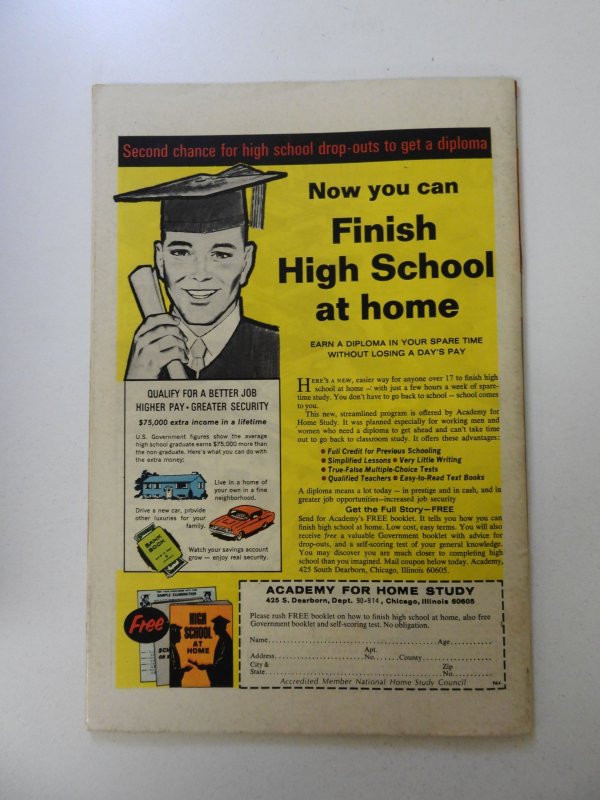 Second chance for high school drop-outs to get a diploma
Now you can
Finish
High School
at home
EARN A DIPLOMA IN YOUR SPARE TIME
WITHOUT LOSING A DAY'S PAY
HERE'S A NEW, easier way for anyone over 17 to finish high
school at home — with just a few hours a week of spare-
time study. You don't have to go back to school — school comes
to you.
This new, streamlined program is offered by Academy for
Home Study. It was planned especially for working men and
women who need a diploma to get ahead and can't take time
out to go back to classroom study. It offers these advantages:
• Full Credit for Previous Schooling
• Simplified Lessons • Very Little Writing
• True-False Multiple-Choice Tests
• Qualified Teachers • Easy-to-Read Text Books
A diploma means a lot today — in prestige and in cash, and in
greater job opportunities—increased job security
Get the Full Story—FREE
Send for Academy's FREE booklet. It tells you how you can
finish high school at home. Low cost, easy terms. You will also
receive free a valuable Government booklet with advice for
drop-outs, and a self-scoring test of your general knowledge.
You may discover you are much closer to completing high
school than you imagined. Mail coupon below today. Academy,
425 South Dearborn, Chicago, Illinois 60605.
QUALIFY FOR A BETTER JOB
HIGHER PAY • GREATER SECURITY
$75,000 extra income in a lifetime
U.S. Government figures show the average
high school graduate earns $75,000 more than
the non-graduate. Here's what you can do with
the extra money:
Live in a home of
your own in a fine
neighborhood.
Drive a new car, provide
other luxuries for your
family.
BANK
BOOK
Watch your savings account
grow — enjoy real security.
Free
SAMPLE EXAMINATION
HIGH
SCHOOL
AT
HOME
ACADEMY FOR HOME STUDY
425 S. Dearborn, Dept. 90-914, Chicago, Illinois 60605
Please rush FREE booklet on how to finish high school at home, also free
Government booklet and self-scoring test. No obligation.
Name Age
Apt.
Address No. County
City & Zip
State No.
Accredited Member National Home Study Council